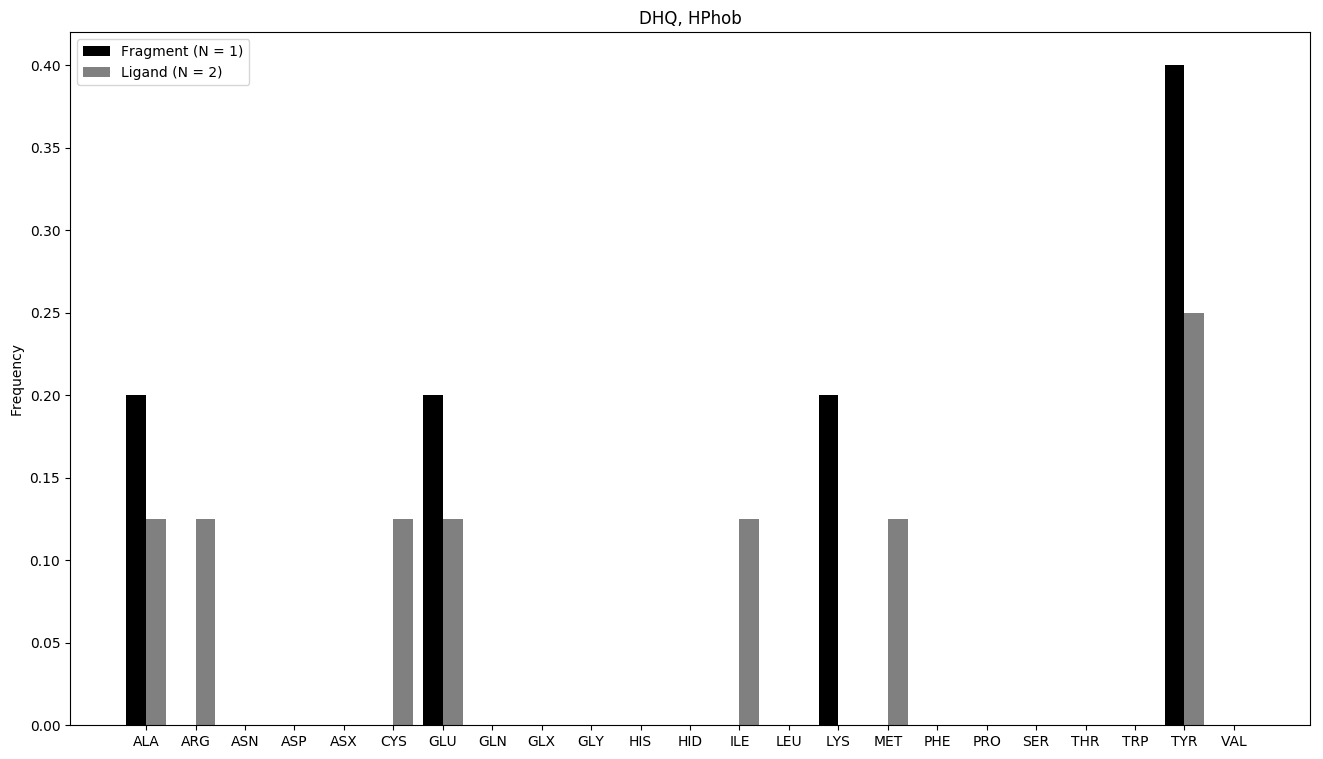 DHQ, HPhob
Fragment (N = 1)
Ligand (N = 2)
Frequency
0.40
0.35
0.30
0.25
0.20
0.15
0.10
0.05
0.00
ALA ARG ASN ASP ASX CYS GLU GLN GLX GLY HIS HID ILE LEU LYS MET PHE PRO SER THR TRP TYR VAL